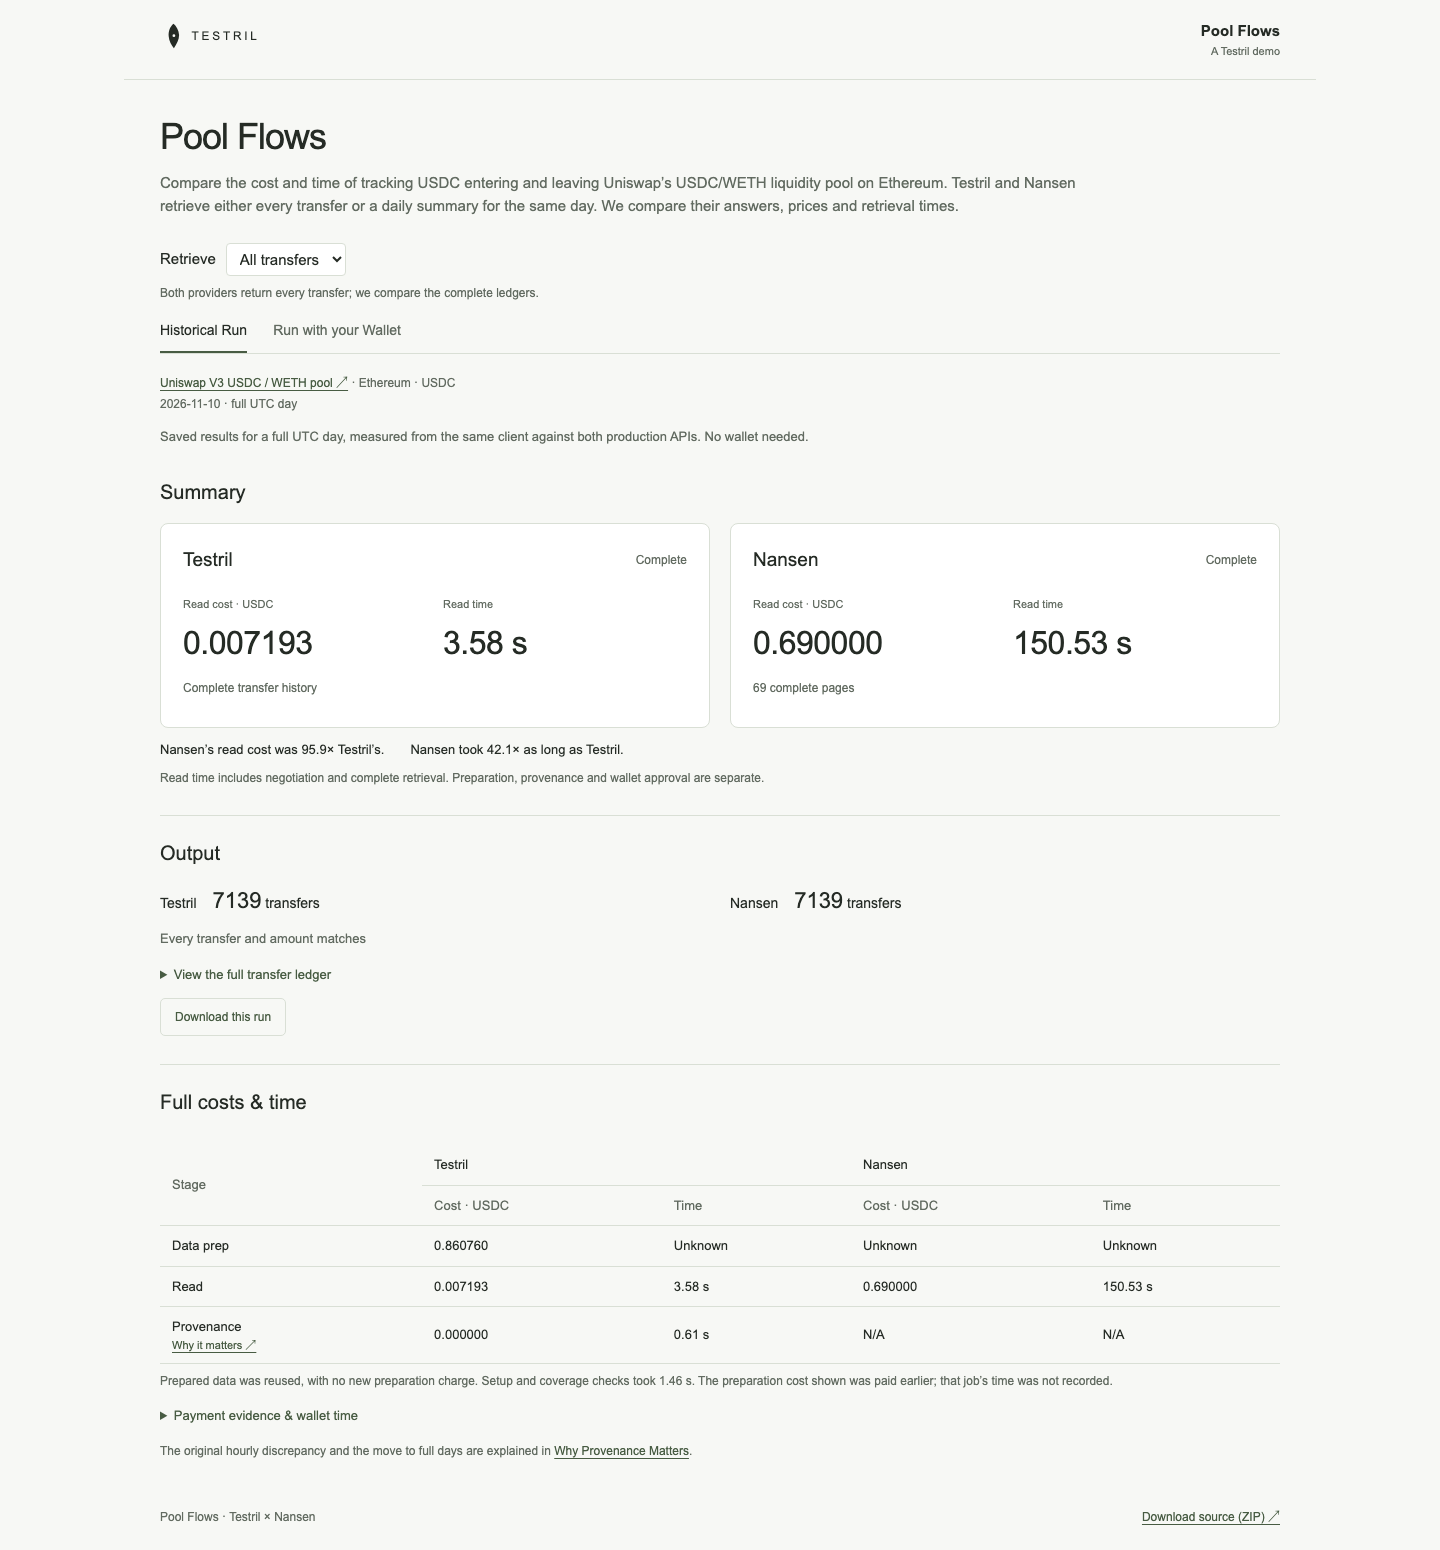 TESTRIL
Pool Flows
A Testril demo
Pool Flows
Compare the cost and time of tracking USDC entering and leaving Uniswap’s USDC/WETH liquidity pool on Ethereum. Testril and Nansen
retrieve either every transfer or a daily summary for the same day. We compare their answers, prices and retrieval times.
Retrieve All transfers
Both providers return every transfer; we compare the complete ledgers.
Historical Run Run with your Wallet
Uniswap V3 USDC / WETH pool ↗ · Ethereum · USDC
2026-11-10 · full UTC day
Saved results for a full UTC day, measured from the same client against both production APIs. No wallet needed.
Summary
Testril Complete
Read cost · USDC Read time
0.007193 3.58 s
Complete transfer history
Nansen Complete
Read cost · USDC Read time
0.690000 150.53 s
69 complete pages
Nansen’s read cost was 95.9× Testril’s. Nansen took 42.1× as long as Testril.
Read time includes negotiation and complete retrieval. Preparation, provenance and wallet approval are separate.
Output
Testril 7139 transfers Nansen 7139 transfers
Every transfer and amount matches
▶ View the full transfer ledger
Download this run
Full costs & time
Testril Nansen
Stage
Cost · USDC Time Cost · USDC Time
Data prep 0.860760 Unknown Unknown Unknown
Read 0.007193 3.58 s 0.690000 150.53 s
Provenance 0.000000 0.61 s N/A N/A
Why it matters ↗
Prepared data was reused, with no new preparation charge. Setup and coverage checks took 1.46 s. The preparation cost shown was paid earlier; that job’s time was not recorded.
▶ Payment evidence & wallet time
The original hourly discrepancy and the move to full days are explained in Why Provenance Matters.
Pool Flows · Testril × Nansen Download source (ZIP) ↗